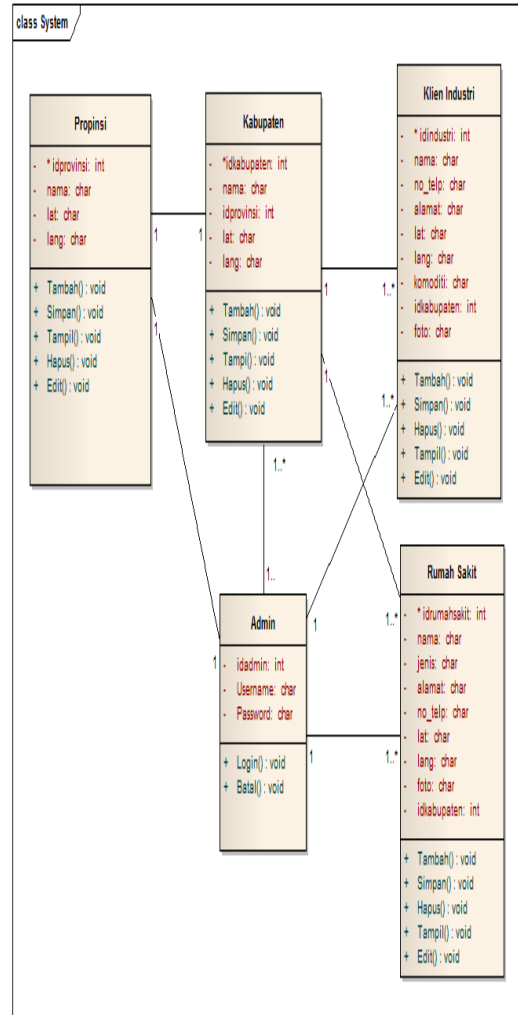 class System
Propinsi
- * idprovinsi: int
- nama: char
- lat: char
- lang: char
+ Tambah() : void
+ Simpan() : void
+ Tampil() : void
+ Hapus() : void
+ Edit() : void
Kabupaten
- *idkabupaten: int
- nama: char
- idprovinsi: int
- lat: char
- lang: char
+ Tambah() : void
+ Simpan() : void
+ Tampi() : void
+ Hapus() : void
+ Edit() : void
Klien Industri
- * idindustri: int
- nama: char
- no_telp: char
- alamat: char
- lat: char
- lang: char
- komoditi: char
- idkabupaten: int
- foto: char
+ Tambah() : void
+ Simpan() : void
+ Hapus() : void
+ Tampil() : void
+ Edit() : void
1 1
1 1..*
1 1
1..*
1..*
1..
Admin
- idadmin: int
- Username: char
- Password: char
+ Login() : void
+ Batal() : void
1 1 1..*
1 1..*
Rumah Sakit
- * idrumahsakit: int
- nama: char
- jenis: char
- alamat: char
- no_telp: char
- lat: char
- lang: char
- foto: char
- idkabupaten: int
+ Tambah() : void
+ Simpan() : void
+ Hapus() : void
+ Tampil() : void
+ Edit() : void